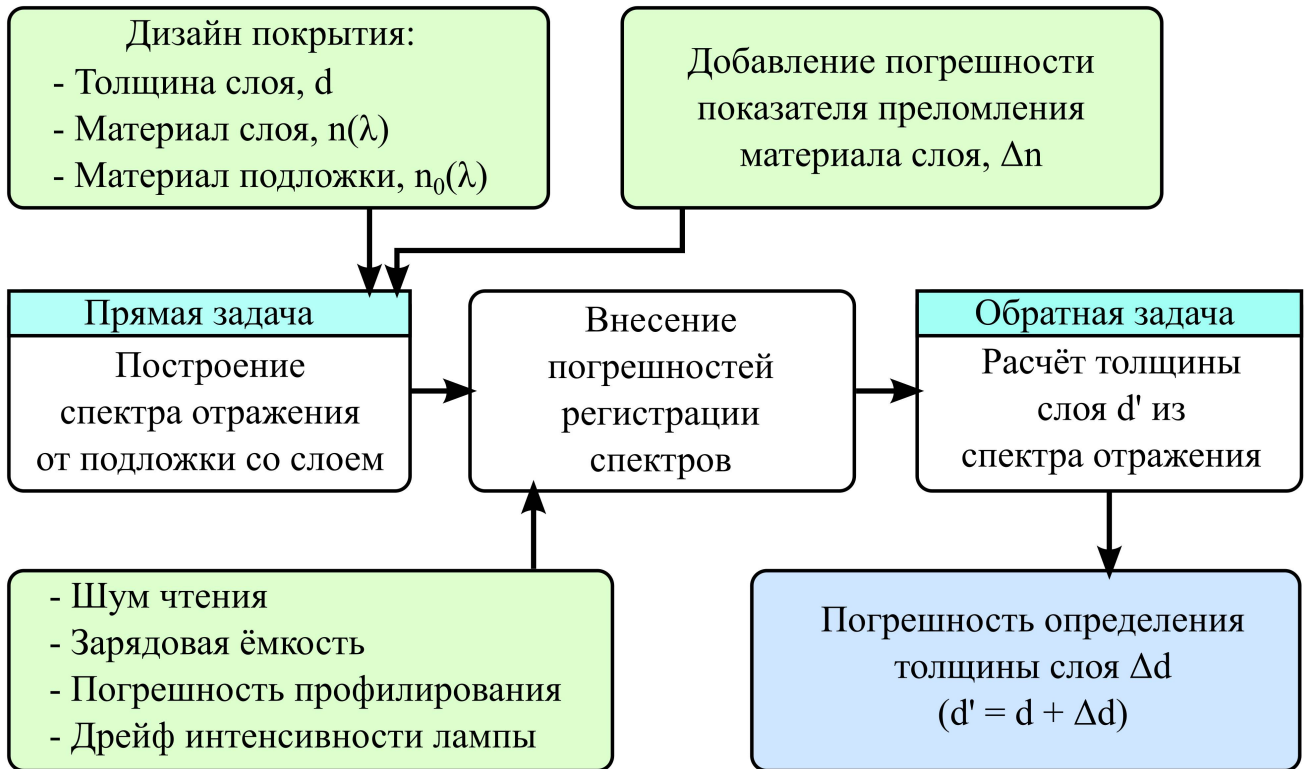 Дизайн покрытия:
- Толщина слоя, d
- Материал слоя, n(λ)
- Материал подложки, n₀(λ)
Добавление погрешности
показателя преломления
материала слоя, Δn
Прямая задача
Построение
спектра отражения
от подложки со слоем
Внесение
погрешностей
регистрации
спектров
Обратная задача
Расчёт толщины
слоя d' из
спектра отражения
- Шум чтения
- Зарядовая ёмкость
- Погрешность профилирования
- Дрейф интенсивности лампы
Погрешность определения
толщины слоя Δd
(d' = d + Δd)